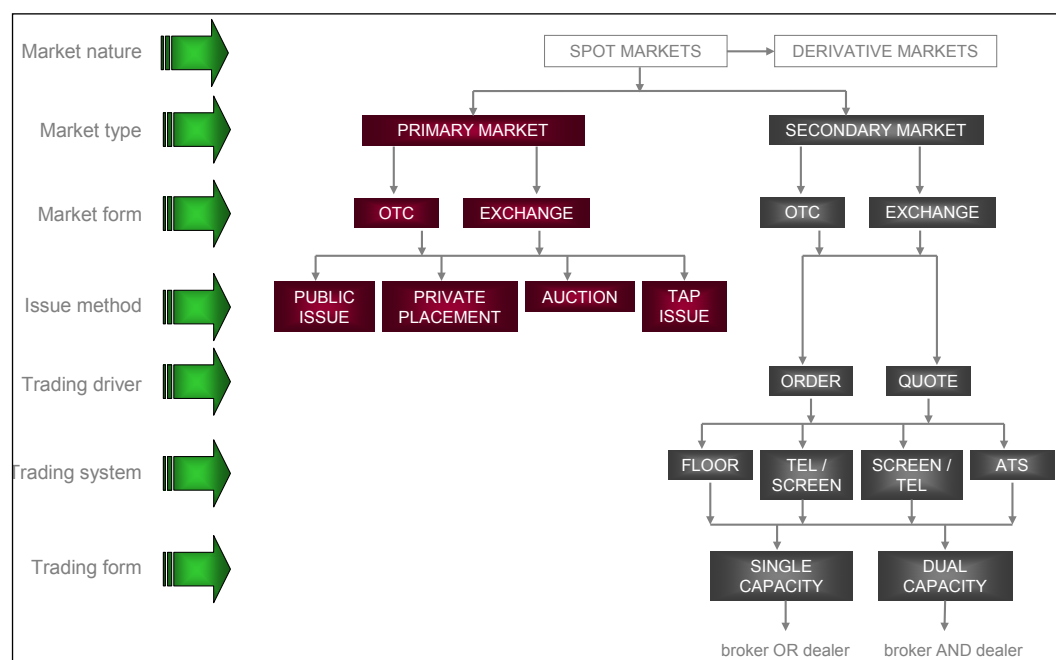 Market nature
SPOT MARKETS
DERIVATIVE MARKETS
Market type
PRIMARY MARKET
SECONDARY MARKET
Market form
OTC
EXCHANGE
OTC
EXCHANGE
Issue method
PUBLIC
ISSUE
PRIVATE
PLACEMENT
AUCTION
TAP
ISSUE
Trading driver
ORDER
QUOTE
Trading system
FLOOR
TEL /
SCREEN
SCREEN /
TEL
ATS
Trading form
SINGLE
CAPACITY
DUAL
CAPACITY
broker OR dealer
broker AND dealer